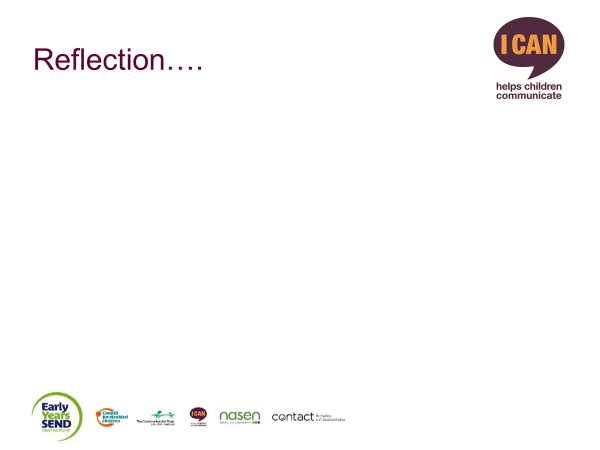 Reflection….
I CAN
helps children
communicate
Early
Years
SEND
Council
for disabled
children
The Communication Trust
I CAN
nasen
contact